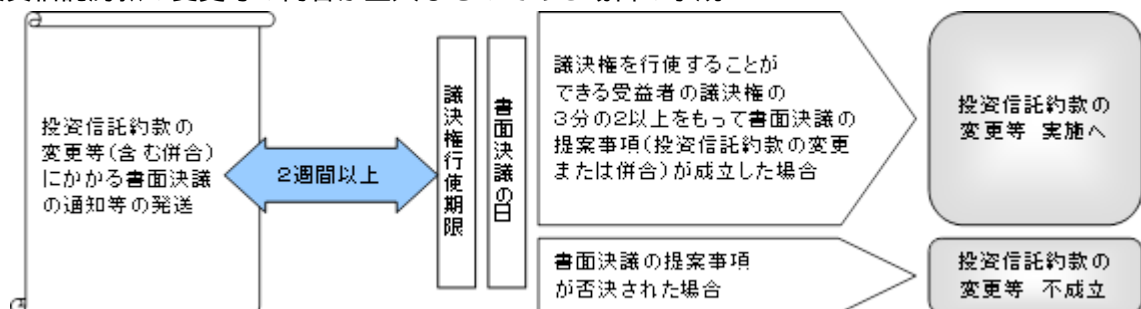 投資信託約款の
変更等(含む併合)
にかかる書面決議
の通知等の発送
2週間以上
議決権行使期限
書面決議の日
議決権を行使することが
できる受益者の議決権の
3分の2以上をもって書面決議の
提案事項(投資信託約款の変更
または併合)が成立した場合
投資信託約款の
変更等 実施へ
書面決議の提案事項
が否決された場合
投資信託約款の
変更等 不成立